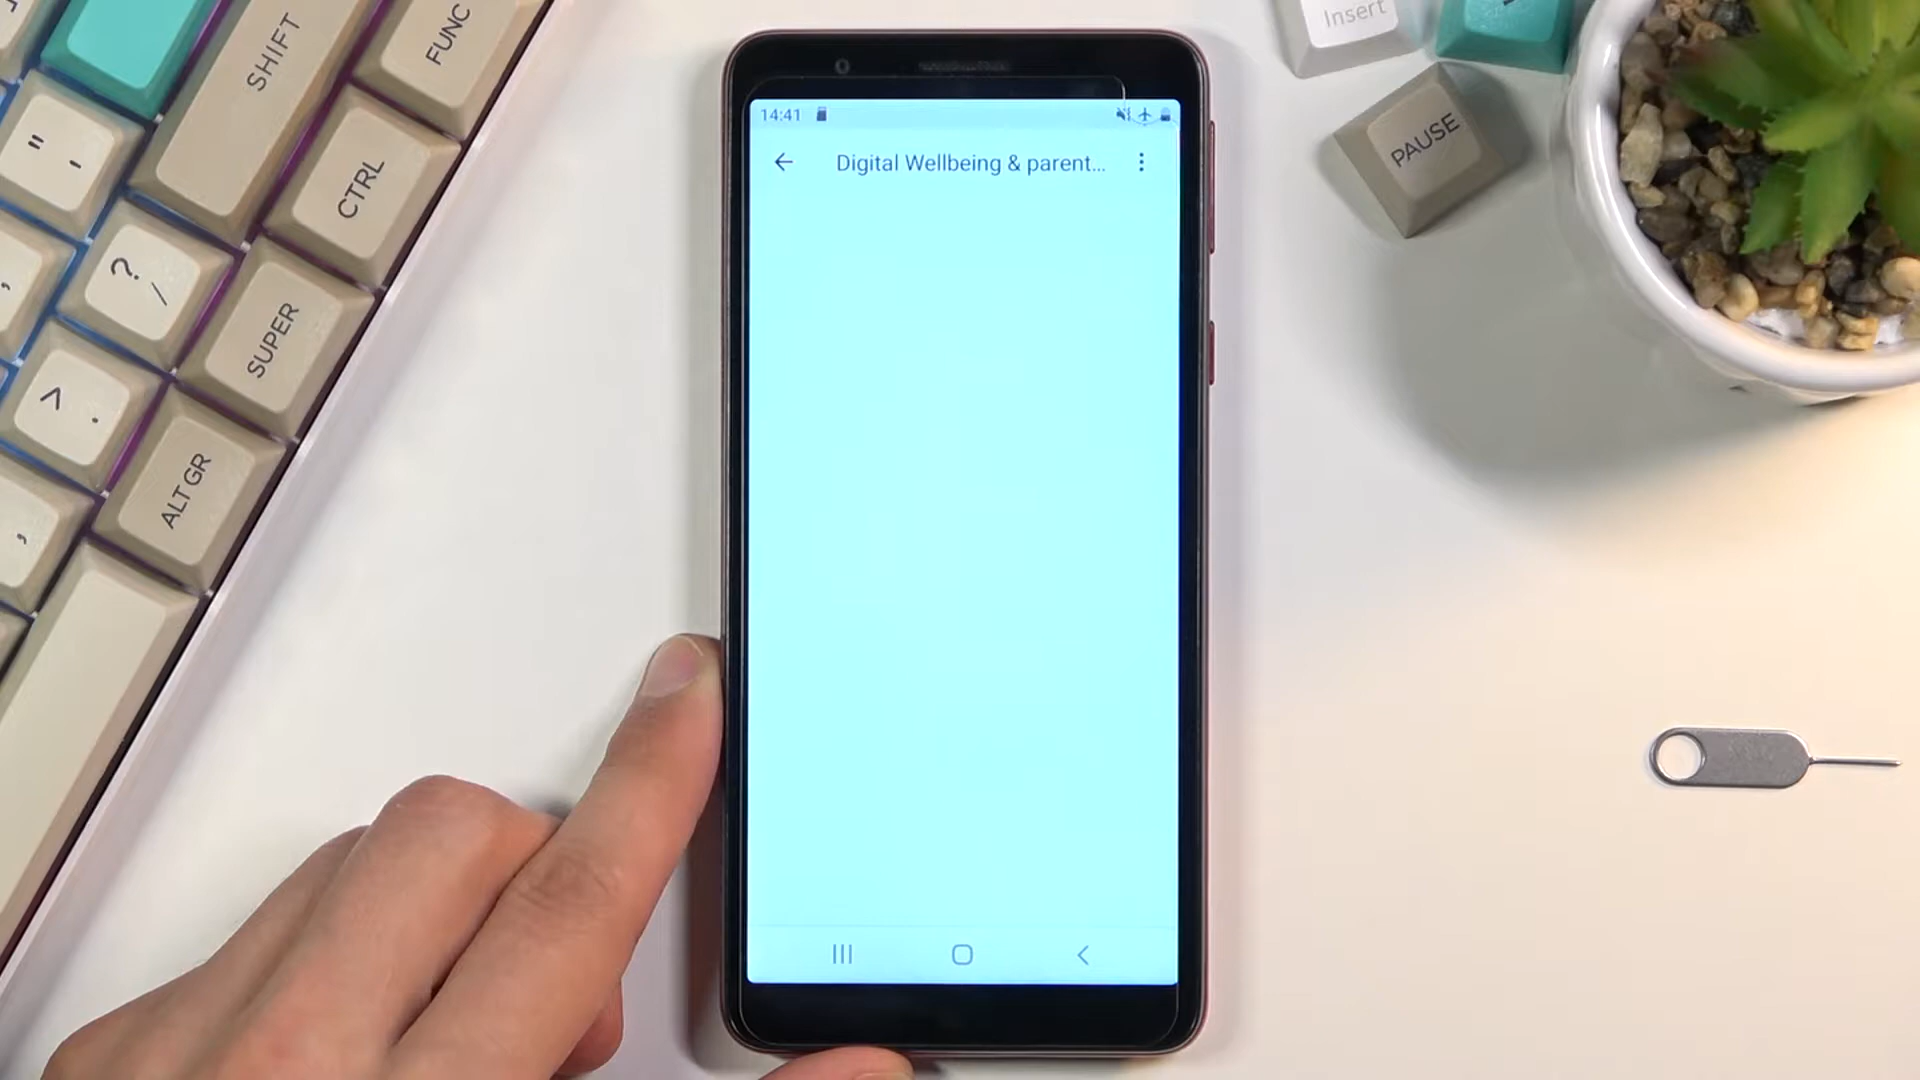 14:41
Digital Wellbeing & parent...
SHIFT
FUNC
CTRL
" '
? /
SUPER
> .
ALT GR
,
Insert
PAUSE